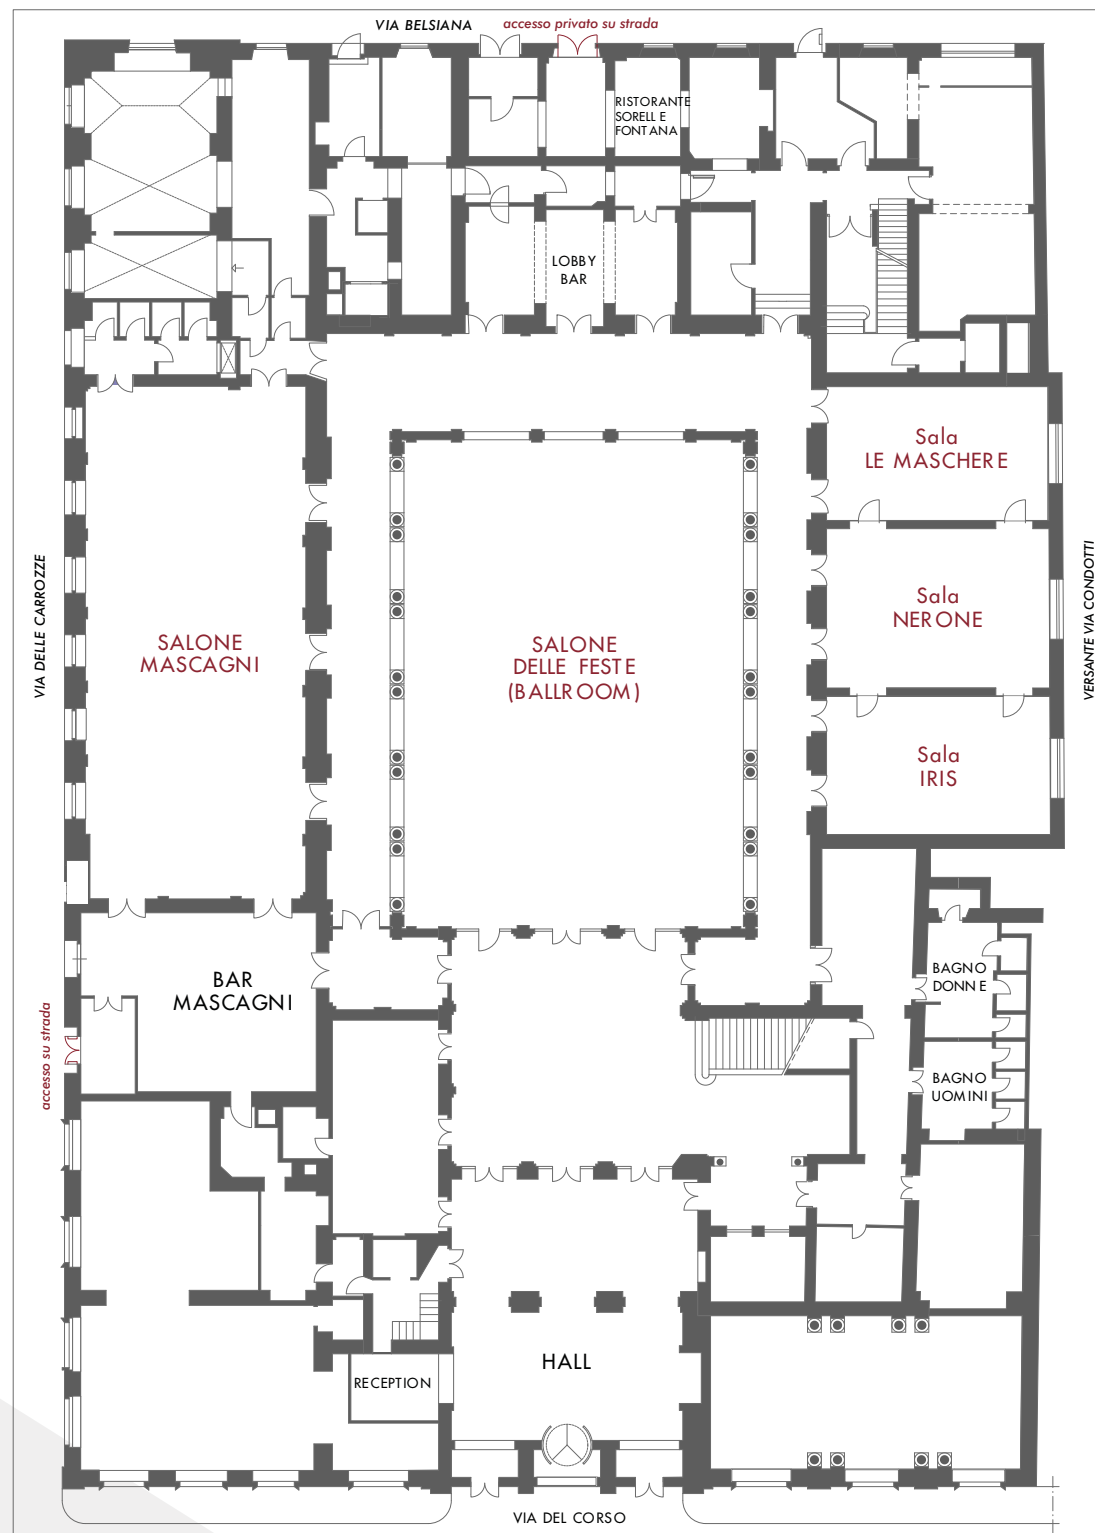 VIA BELSIANA
accesso privato su strada
RISTORANTE
SORELLE
FONTANA
LOBBY
BAR
Sala
LE MASCHERE
VIA DELLE CARROZZE
VERSANTE VIA CONDOTTI
Sala
NERONE
SALONE
MASCAGNI
SALONE
DELLE FESTE
(BALLROOM)
Sala
IRIS
BAR
MASCAGNI
BAGNO
DONNE
accesso su strada
BAGNO
UOMINI
HALL
RECEPTION
VIA DEL CORSO